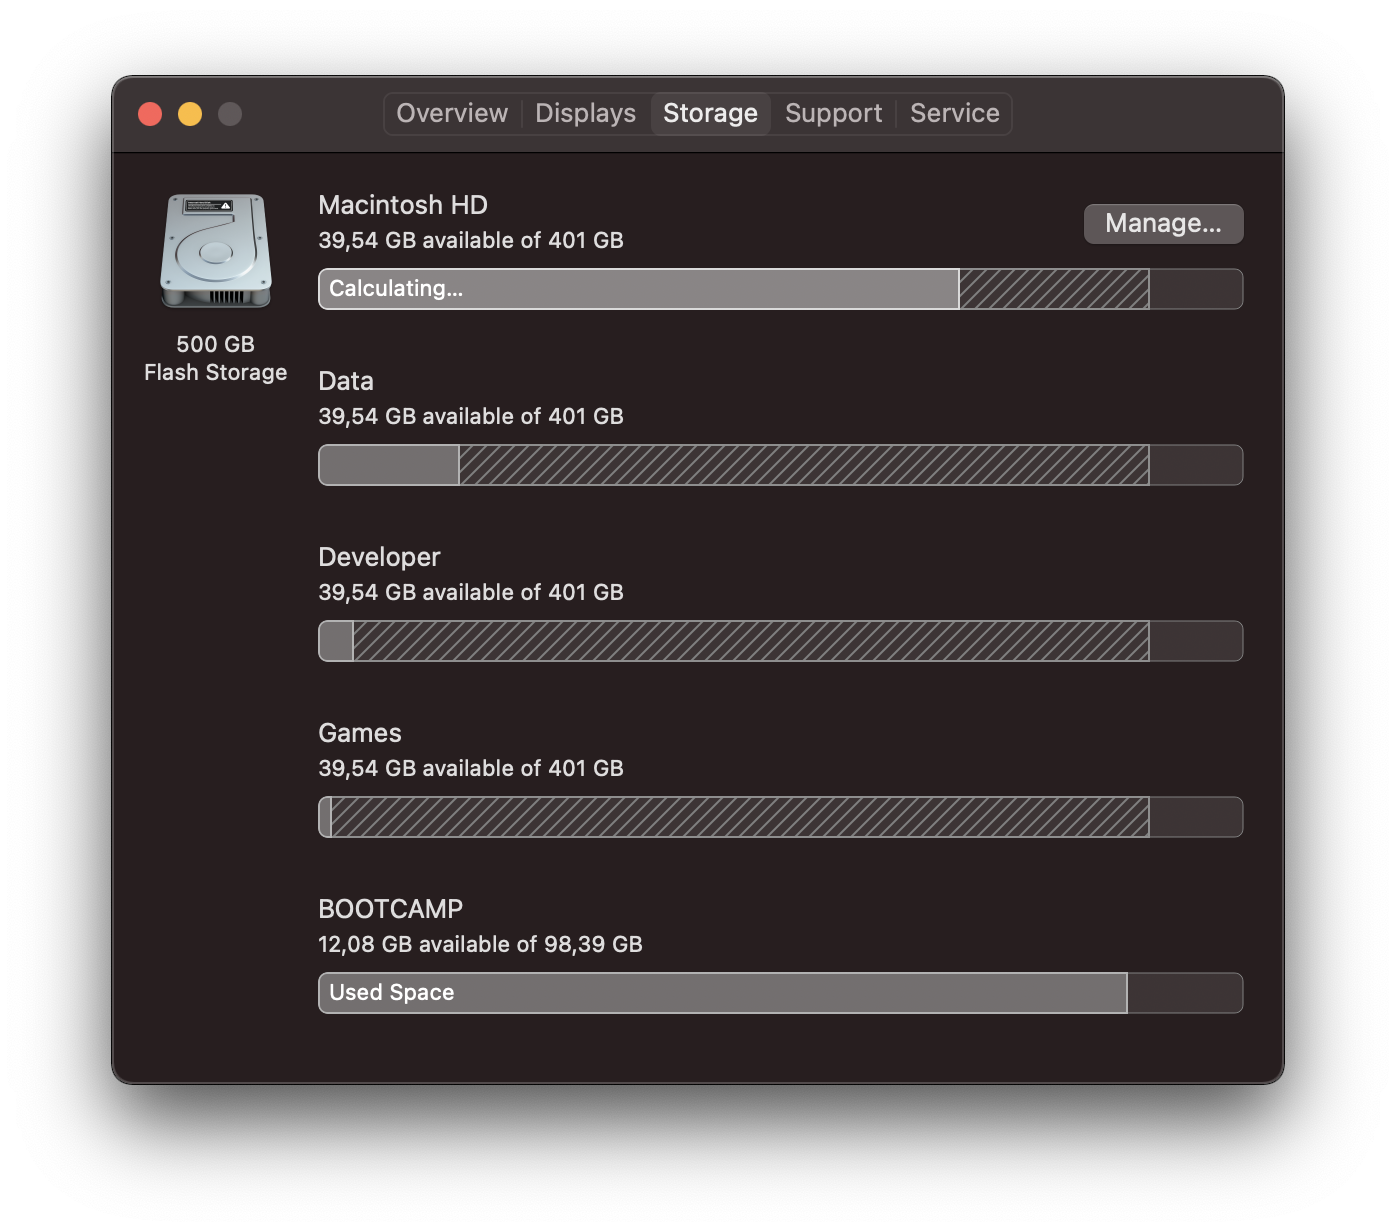 Overview Displays Storage Support Service
Macintosh HD
39,54 GB available of 401 GB
Manage...
Calculating...
500 GB
Flash Storage
Data
39,54 GB available of 401 GB
Developer
39,54 GB available of 401 GB
Games
39,54 GB available of 401 GB
BOOTCAMP
12,08 GB available of 98,39 GB
Used Space